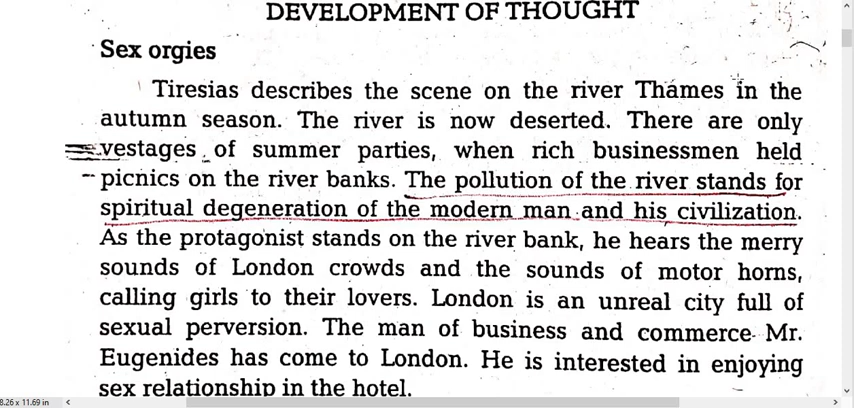 DEVELOPMENT OF THOUGHT
Sex orgies
Tiresias describes the scene on the river Thames in the
autumn season. The river is now deserted. There are only
vestages of summer parties, when rich businessmen held
picnics on the river banks. The pollution of the river stands for
spiritual degeneration of the modern man and his civilization.
As the protagonist stands on the river bank, he hears the merry
sounds of London crowds and the sounds of motor horns,
calling girls to their lovers. London is an unreal city full of
sexual perversion. The man of business and commerce Mr.
Eugenides has come to London. He is interested in enjoying
sex relationship in the hotel.
8.26 x 11.69 in